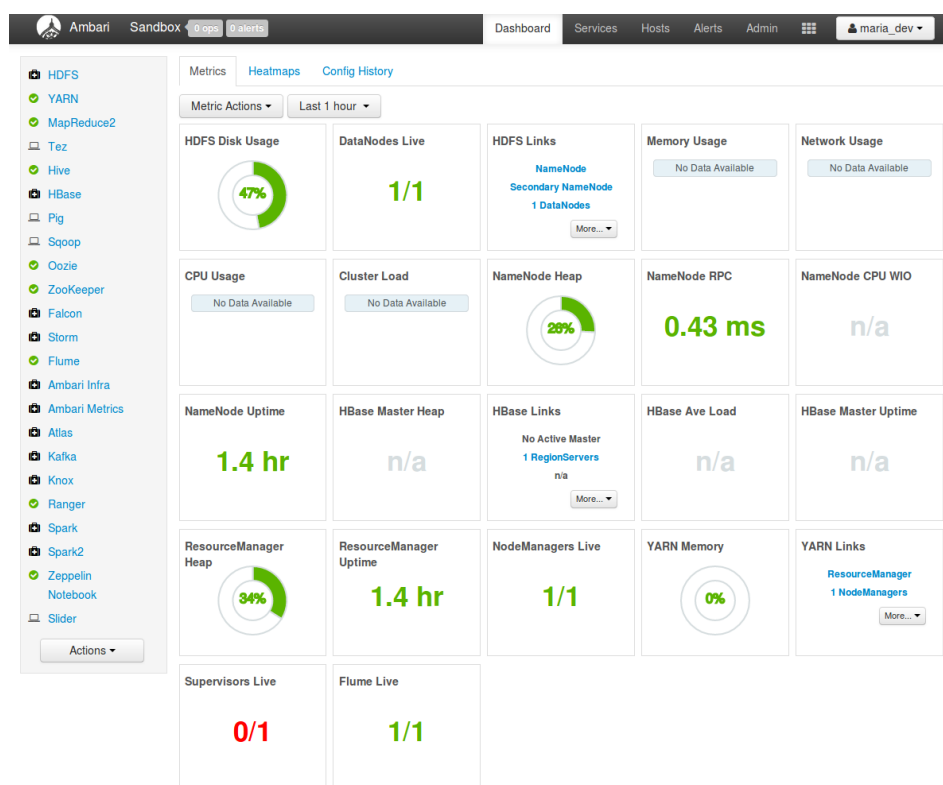 Ambari Sandbox 0 ops 0 alerts Dashboard Services Hosts Alerts Admin maria_dev
HDFS
YARN
MapReduce2
Tez
Hive
HBase
Pig
Sqoop
Oozie
ZooKeeper
Falcon
Storm
Flume
Ambari Infra
Ambari Metrics
Atlas
Kafka
Knox
Ranger
Spark
Spark2
Zeppelin
Notebook
Slider
Actions
Metrics Heatmaps Config History
Metric Actions Last 1 hour
HDFS Disk Usage
47%
DataNodes Live
1/1
HDFS Links
NameNode
Secondary NameNode
1 DataNodes
More...
Memory Usage
No Data Available
Network Usage
No Data Available
CPU Usage
No Data Available
Cluster Load
No Data Available
NameNode Heap
26%
NameNode RPC
0.43 ms
NameNode CPU WIO
n/a
NameNode Uptime
1.4 hr
HBase Master Heap
n/a
HBase Links
No Active Master
1 RegionServers
n/a
More...
HBase Ave Load
n/a
HBase Master Uptime
n/a
ResourceManager
Heap
34%
ResourceManager
Uptime
1.4 hr
NodeManagers Live
1/1
YARN Memory
0%
YARN Links
ResourceManager
1 NodeManagers
More...
Supervisors Live
0/1
Flume Live
1/1